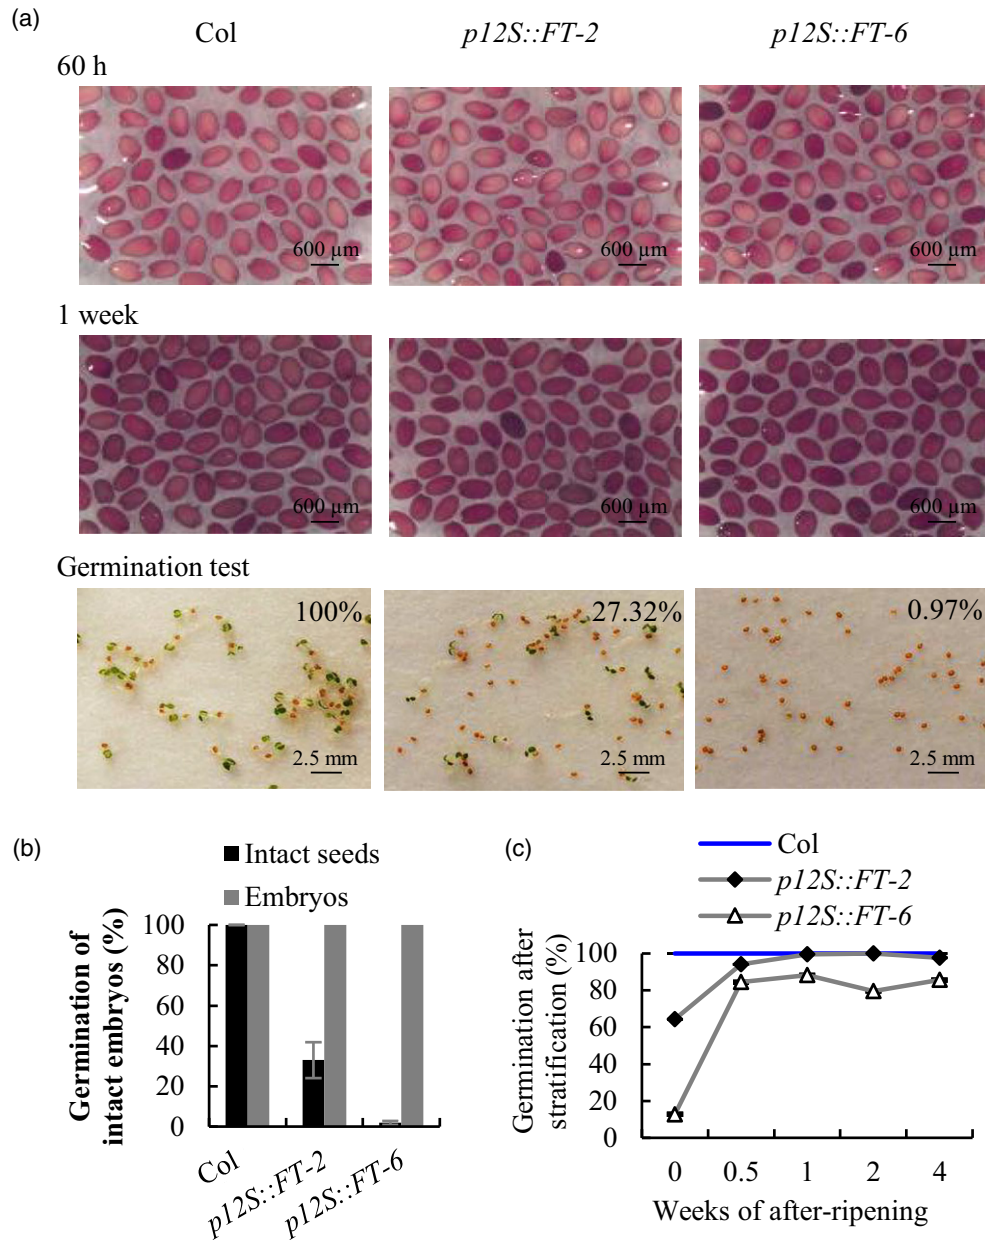 (a)
Col p12S::FT-2 p12S::FT-6
60 h
600 µm 600 µm 600 µm
1 week
600 µm 600 µm 600 µm
Germination test
100% 27.32% 0.97%
2.5 mm 2.5 mm 2.5 mm
(b)
Intact seeds
Embryos
Germination of
intact embryos (%)
100
80
60
40
20
0
Col p12S::FT-2 p12S::FT-6
(c)
Col
p12S::FT-2
p12S::FT-6
Germination after
stratification (%)
100
80
60
40
20
0
0 0.5 1 2 4
Weeks of after-ripening